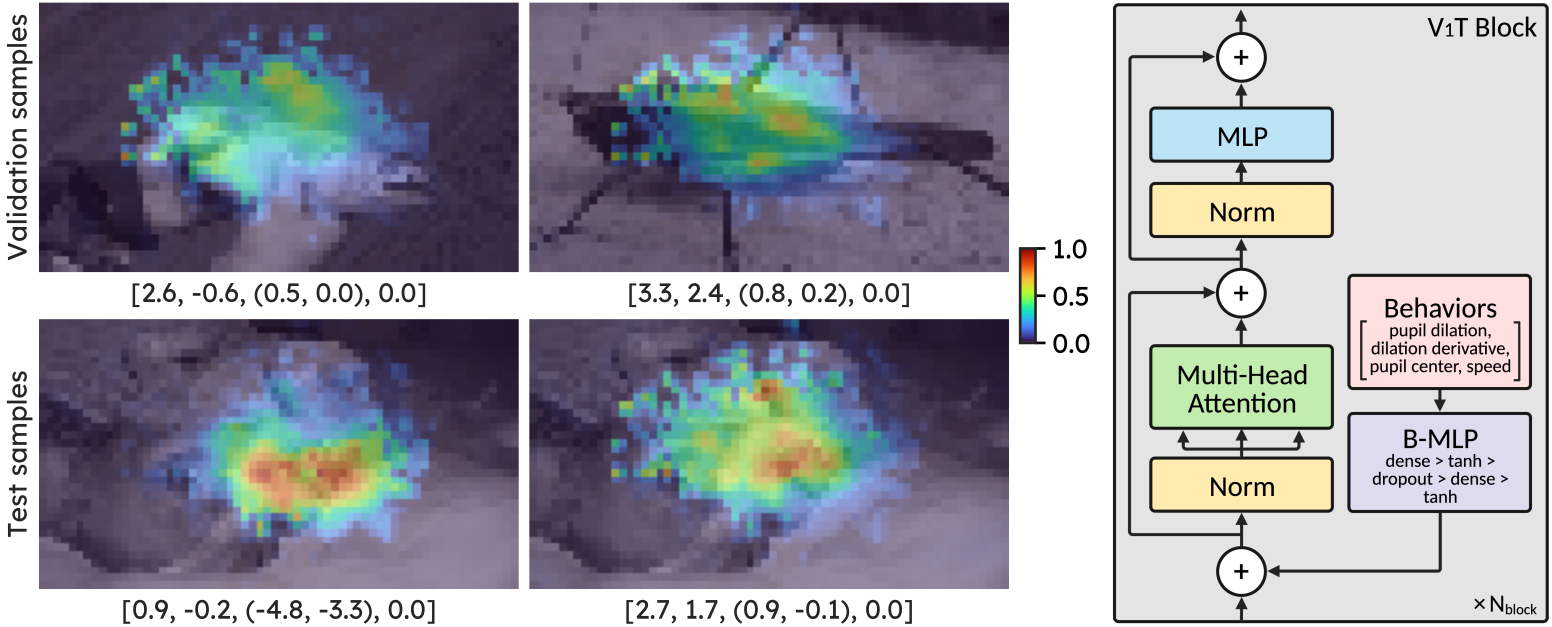 Validation samples
[2.6, -0.6, (0.5, 0.0), 0.0]
[3.3, 2.4, (0.8, 0.2), 0.0]
Test samples
[0.9, -0.2, (-4.8, -3.3), 0.0]
[2.7, 1.7, (0.9, -0.1), 0.0]
1.0
0.5
0.0
V1T Block
+
MLP
Norm
+
Multi-Head
Attention
Norm
+
Behaviors
[pupil dilation,
dilation derivative,
pupil center, speed]
B-MLP
dense > tanh >
dropout > dense >
tanh
×Nblock